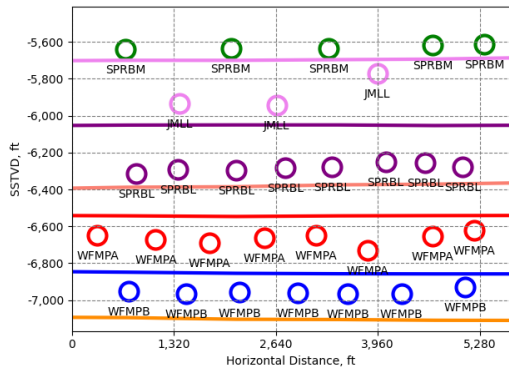 -5,600
SPRBM SPRBM SPRBM SPRBM SPRBM
-5,800
JMLL
-6,000
JMLL JMLL
-6,200
SPRBL SPRBL SPRBL SPRBL SPRBL SPRBL SPRBL SPRBL
-6,400
-6,600
WFMPA WFMPA WFMPA WFMPA WFMPA WFMPA WFMPA WFMPA
-6,800
-7,000
WFMPB WFMPB WFMPB WFMPB WFMPB WFMPB WFMPB
0 1,320 2,640 3,960 5,280
Horizontal Distance, ft
SSTVD, ft